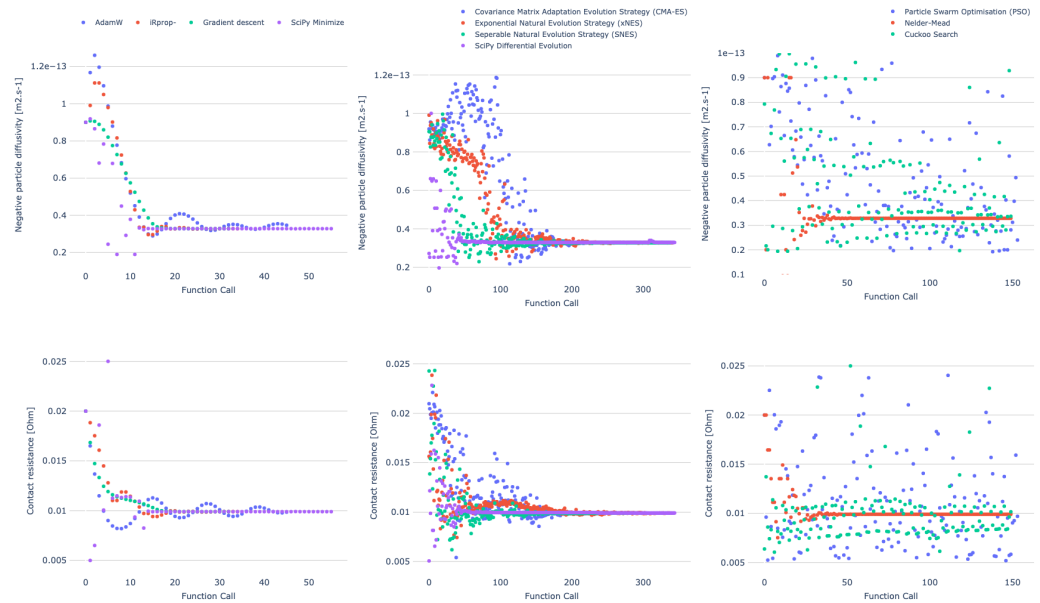 AdamW iRprop- Gradient descent SciPy Minimize
1.2e−13
1
0.8
0.6
0.4
0.2
0 10 20 30 40 50
Negative particle diffusivity [m2.s-1]
Function Call
Covariance Matrix Adaptation Evolution Strategy (CMA-ES)
Exponential Natural Evolution Strategy (xNES)
Seperable Natural Evolution Strategy (SNES)
SciPy Differential Evolution
1.2e−13
1
0.8
0.6
0.4
0.2
0 100 200 300
Negative particle diffusivity [m2.s-1]
Function Call
Particle Swarm Optimisation (PSO)
Nelder-Mead
Cuckoo Search
1e−13
0.9
0.8
0.7
0.6
0.5
0.4
0.3
0.2
0.1
0 50 100 150
Negative particle diffusivity [m2.s-1]
Function Call
0.025
0.02
0.015
0.01
0.005
0 10 20 30 40 50
Contact resistance [Ohm]
Function Call
0.025
0.02
0.015
0.01
0.005
0 100 200 300
Contact resistance [Ohm]
Function Call
0.025
0.02
0.015
0.01
0.005
0 50 100 150
Contact resistance [Ohm]
Function Call